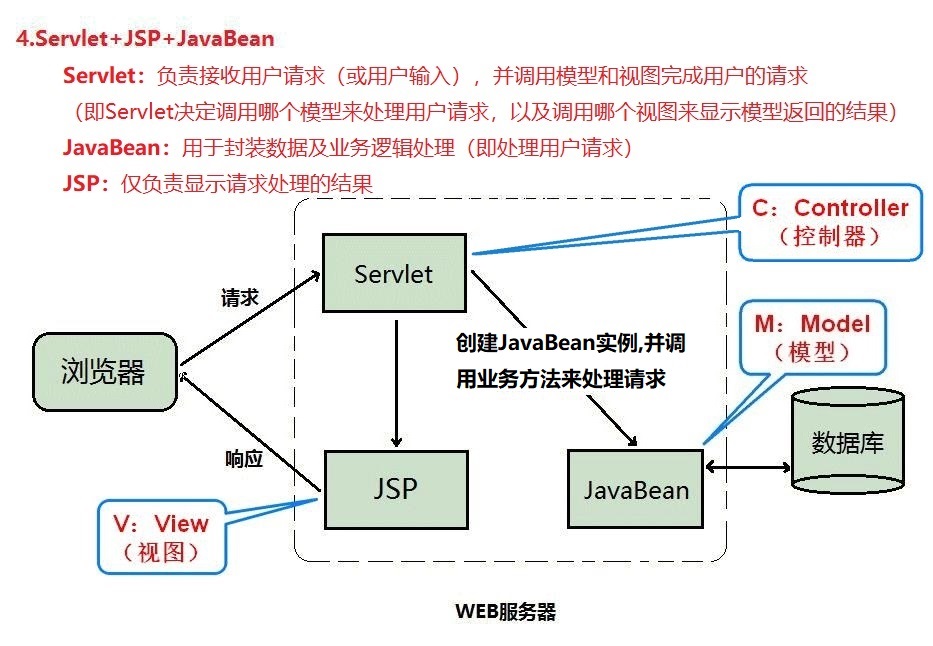 4.Servlet+JSP+JavaBean
Servlet：负责接收用户请求（或用户输入），并调用模型和视图完成用户的请求
（即Servlet决定调用哪个模型来处理用户请求，以及调用哪个视图来显示模型返回的结果）
JavaBean：用于封装数据及业务逻辑处理（即处理用户请求）
JSP：仅负责显示请求处理的结果
C：Controller
（控制器）
Servlet
请求
M：Model
（模型）
创建JavaBean实例,并调
用业务方法来处理请求
浏览器
数据库
响应
JSP
JavaBean
V：View
（视图）
WEB服务器